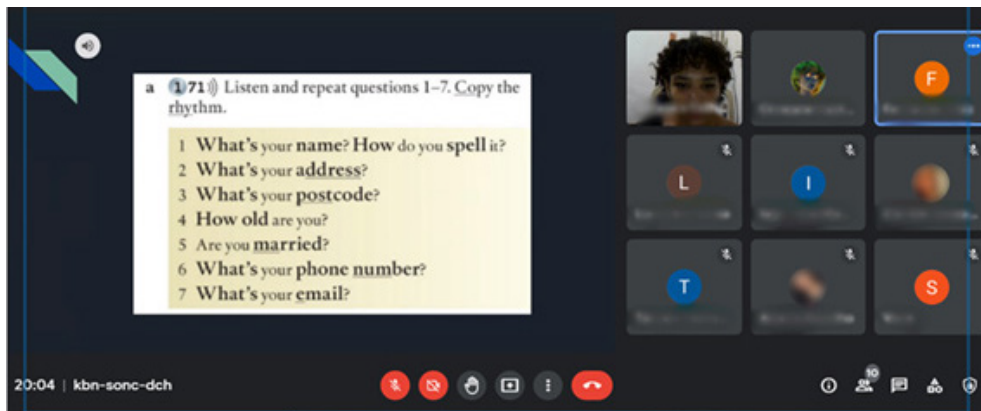 a 1 71 Listen and repeat questions 1–7. Copy the
rhythm.
1 What's your name? How do you spell it?
2 What's your address?
3 What's your postcode?
4 How old are you?
5 Are you married?
6 What's your phone number?
7 What's your email?
F
L
I
T
S
20:04 | kbn-sonc-dch
10